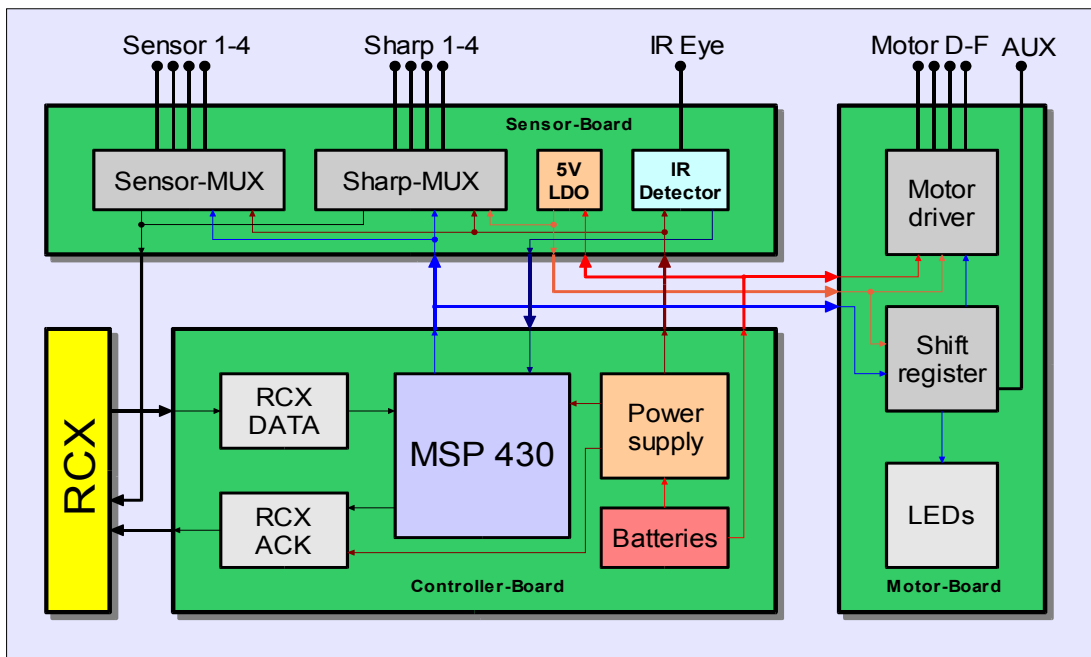 Sensor 1-4
Sharp 1-4
IR Eye
Motor D-F
AUX
Sensor-Board
Sensor-MUX
Sharp-MUX
5V
LDO
IR
Detector
Motor
driver
Shift
register
LEDs
Motor-Board
RCX
RCX
DATA
MSP 430
Power
supply
RCX
ACK
Batteries
Controller-Board